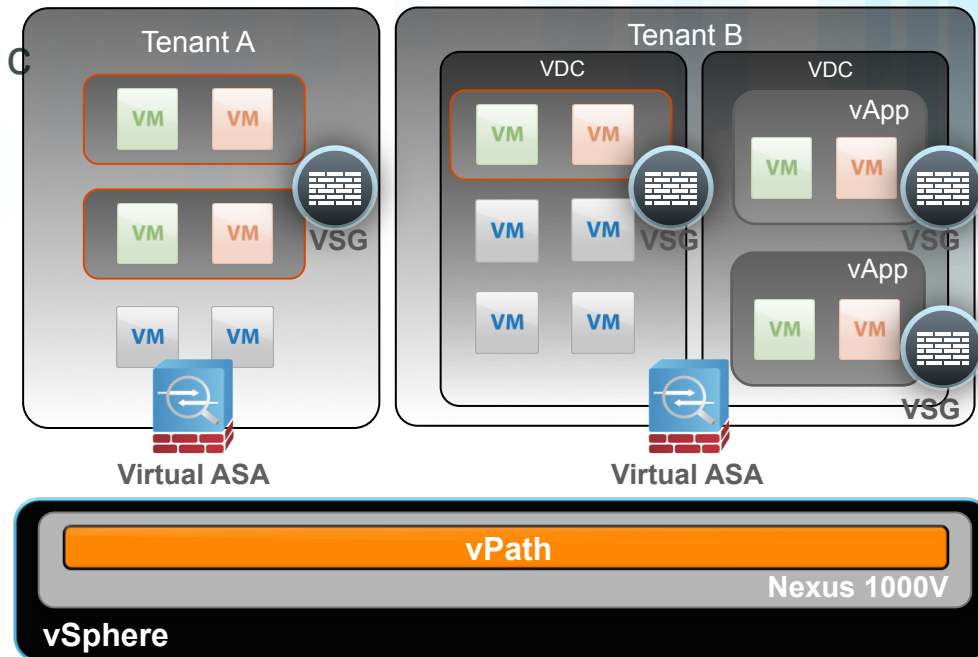 C
Tenant A
VM VM
VSG
VM VM
VM VM
Virtual ASA
Tenant B
VDC
VM VM
VSG
VM VM
VM VM
VDC
vApp
VM VM
VSG
vApp
VM VM
VSG
Virtual ASA
vPath
Nexus 1000V
vSphere